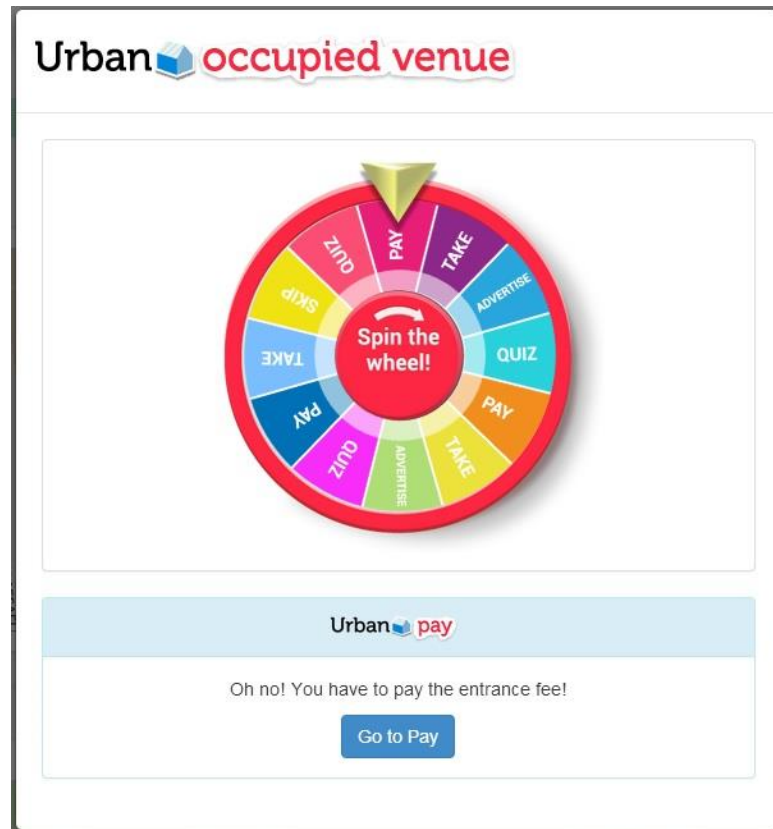 Urban occupied venue
PAY
TAKE
ADVERTISE
QUIZ
PAY
TAKE
ADVERTISE
QUIZ
PAY
TAKE
SKIP
QUIZ
Spin the
wheel!
Urban pay
Oh no! You have to pay the entrance fee!
Go to Pay